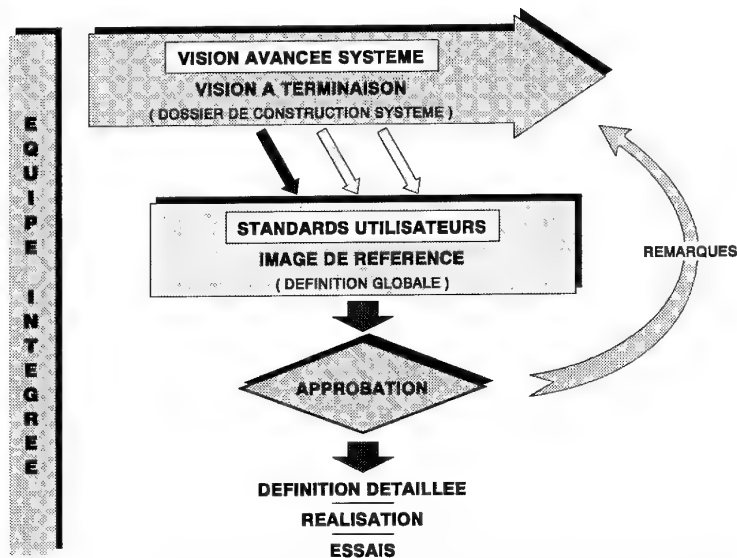 EQUIPE INTEGREE
VISION AVANCEE SYSTEME
VISION A TERMINAISON
( DOSSIER DE CONSTRUCTION SYSTEME )
STANDARDS UTILISATEURS
IMAGE DE REFERENCE
( DEFINITION GLOBALE )
REMARQUES
APPROBATION
DEFINITION DETAILLEE
REALISATION
ESSAIS